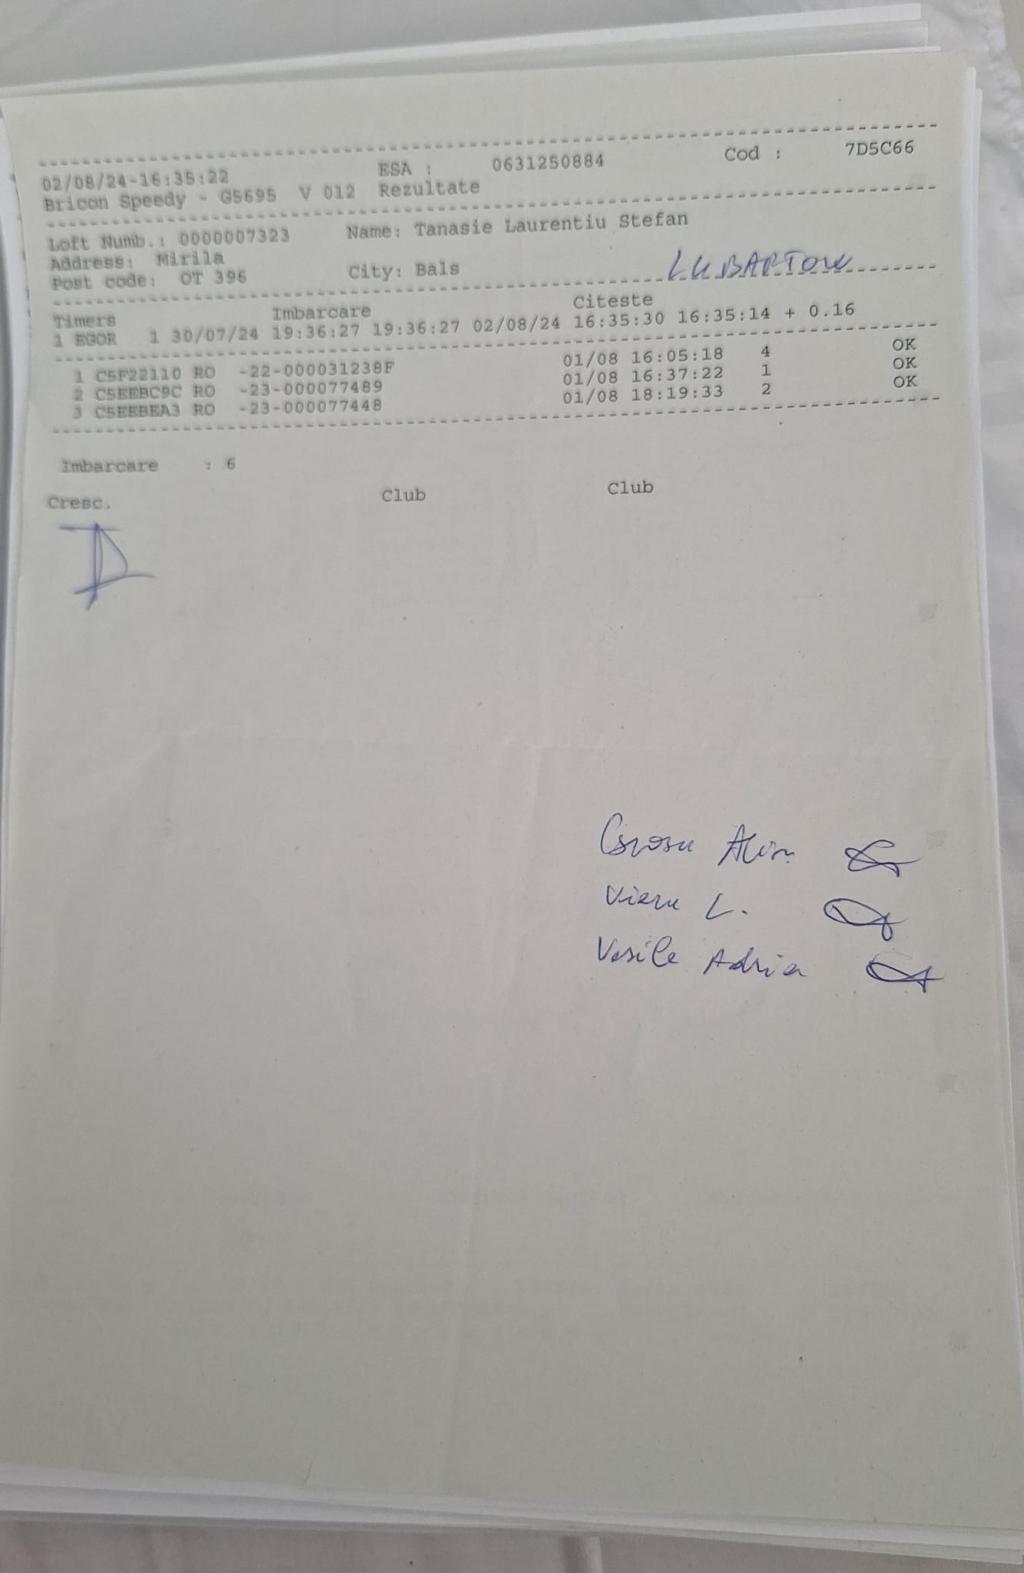 02/08/24-16:35:22 ESA : 0631250884 Cod : 7D5C66
Bricon Speedy - G5695 V 012 Rezultate
Loft Numb.: 0000007323 Name: Tanasie Laurentiu Stefan
Address: Mirila
Post code: OT 396 City: Bals LUBARTOW
Timers Imbarcare Citeste
1 EGOR 1 30/07/24 19:36:27 19:36:27 02/08/24 16:35:30 16:35:14 + 0.16
1 C5F22110 RO -22-000031238F 01/08 16:05:18 4 OK
2 C5EEBC9C RO -23-000077489 01/08 16:37:22 1 OK
3 C5EEBEA3 RO -23-000077448 01/08 18:19:33 2 OK
Imbarcare : 6
Cresc. Club Club
Alin
Vieru L.
Vasile Adrian